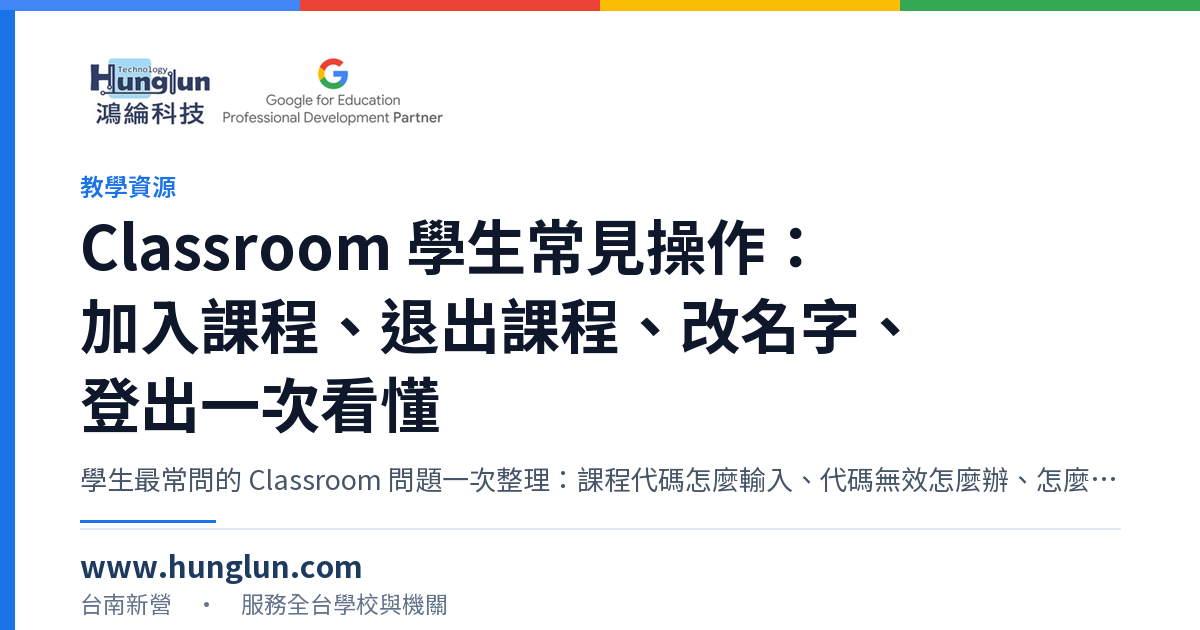 Technology
Hunglun
鴻綸科技
Google for Education
Professional Development Partner
教學資源
Classroom 學生常見操作：
加入課程、退出課程、改名字、
登出一次看懂
學生最常問的 Classroom 問題一次整理：課程代碼怎麼輸入、代碼無效怎麼辦、怎麼…
www.hunglun.com
台南新營 · 服務全台學校與機關